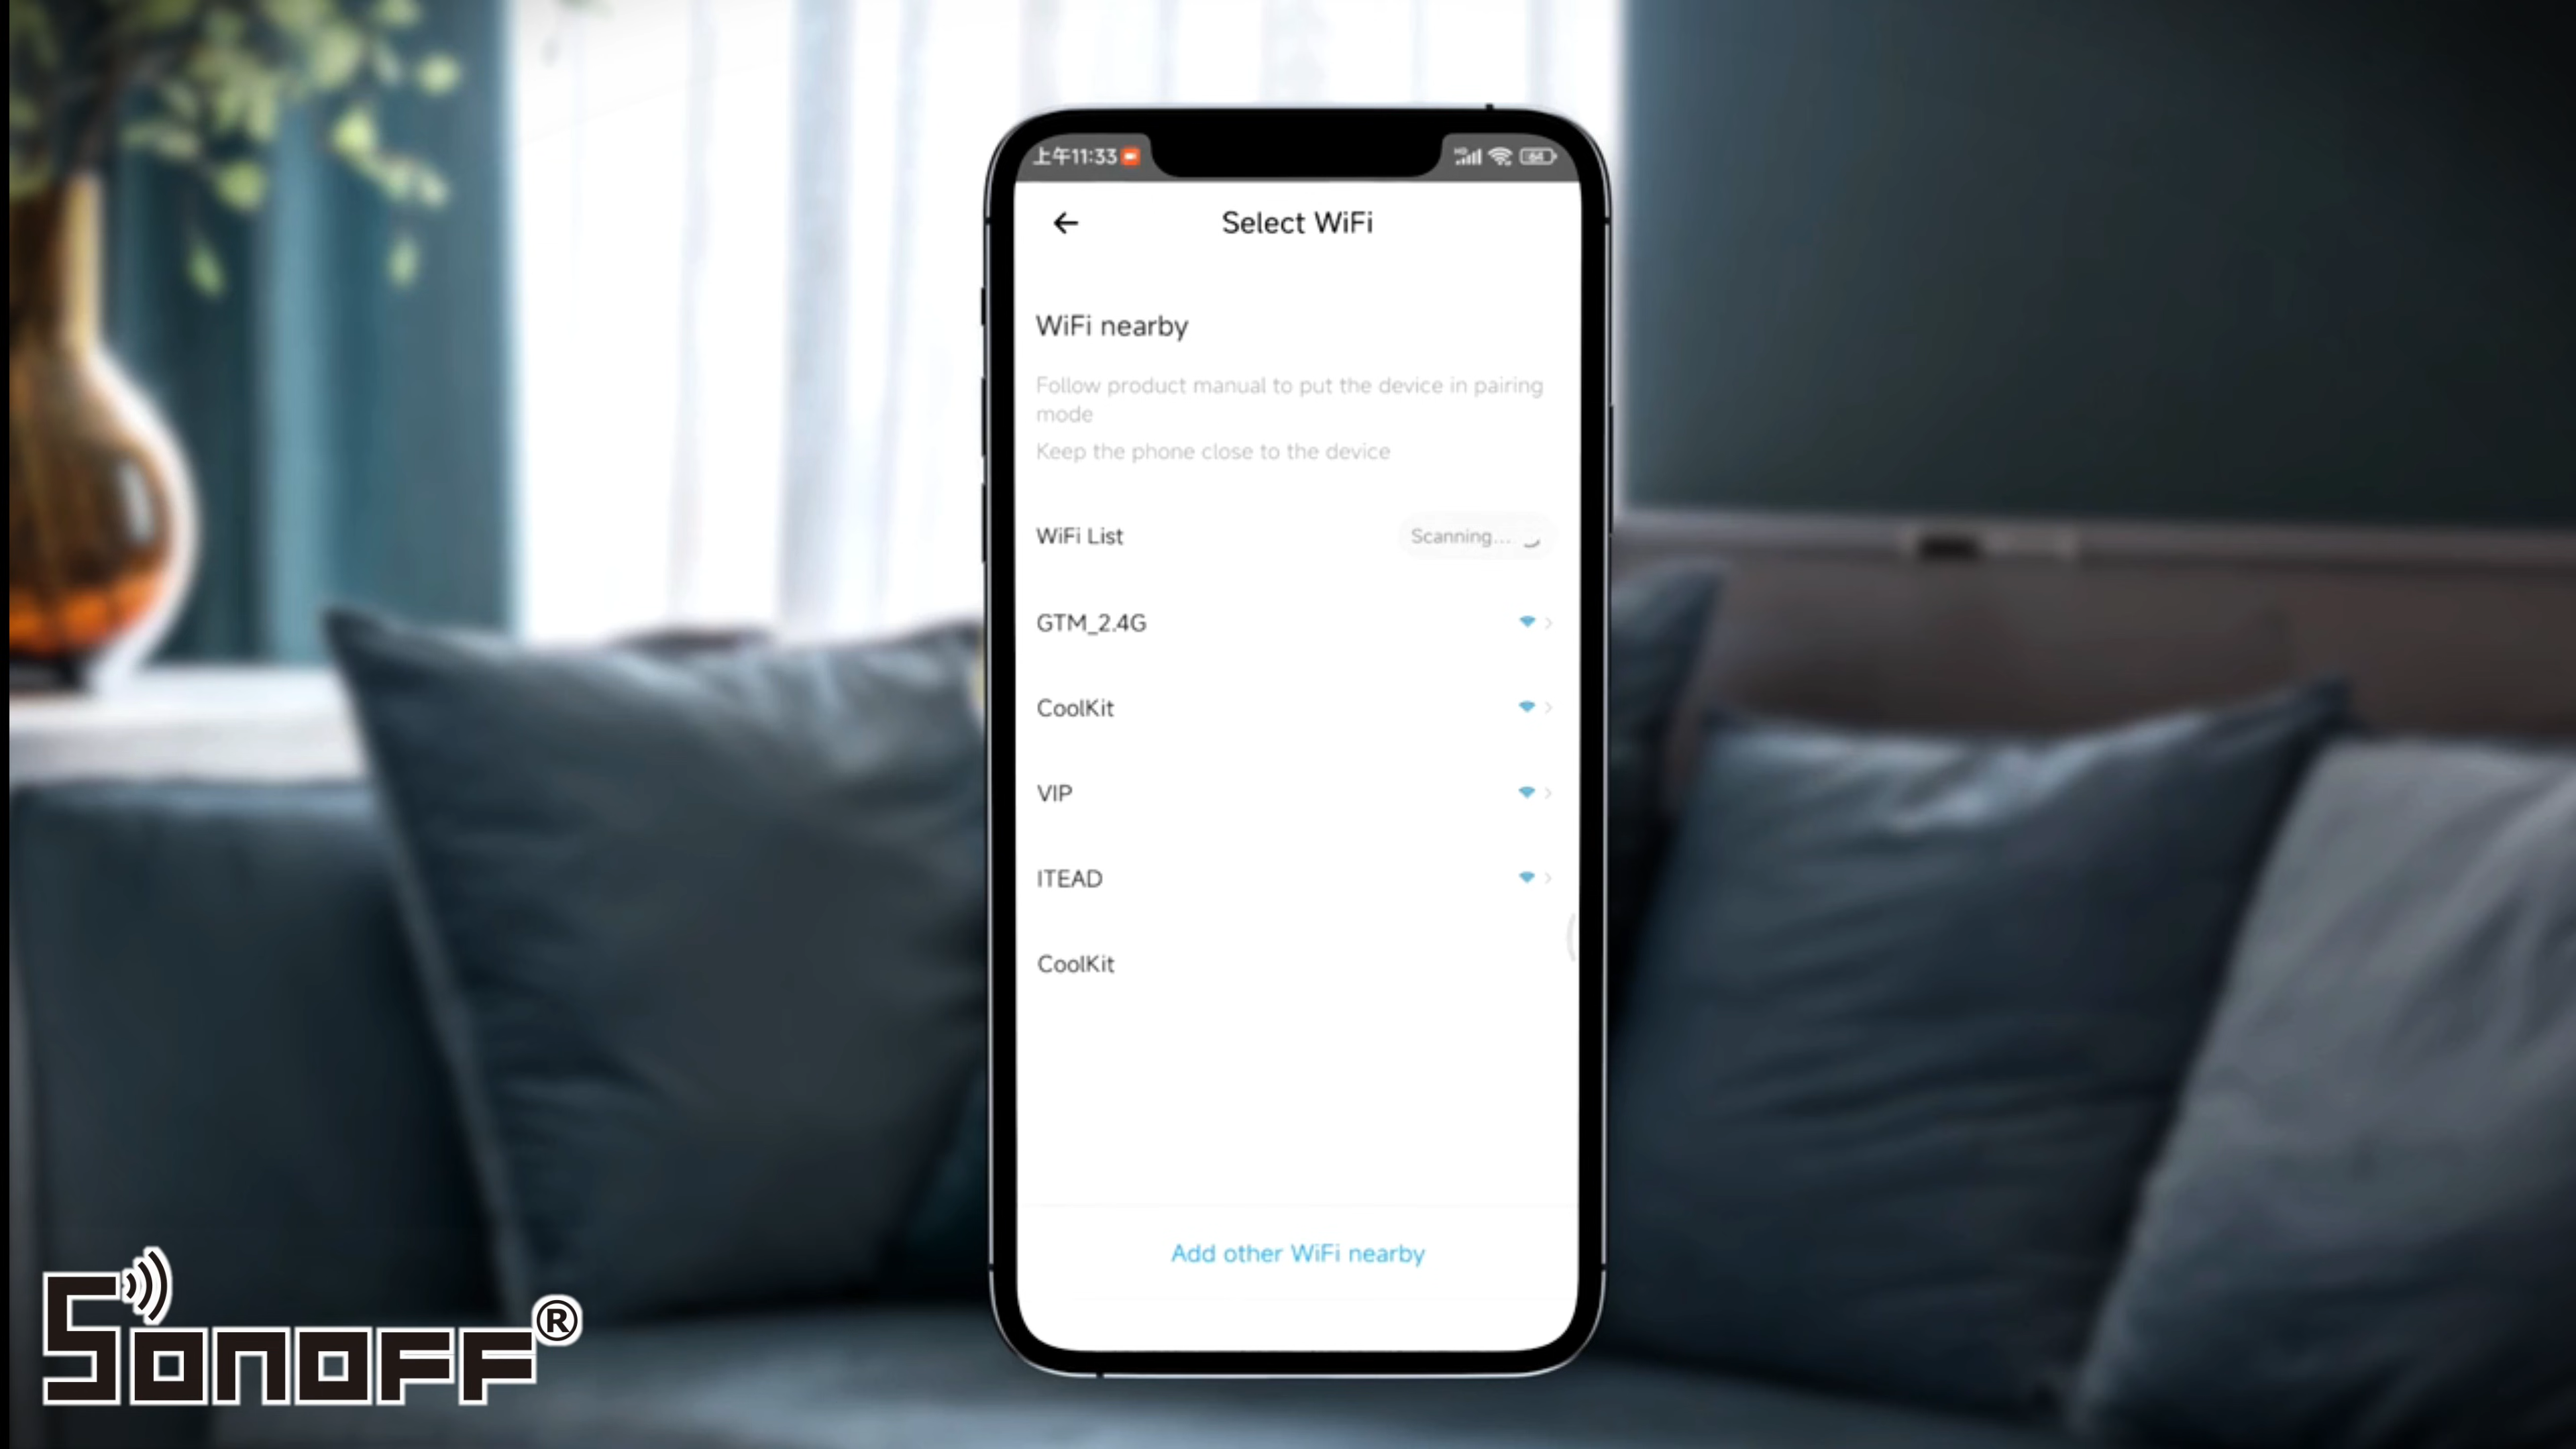 上午11:33
64
Select WiFi
WiFi nearby
Follow product manual to put the device in pairing
mode
Keep the phone close to the device
WiFi List
Scanning...
GTM_2.4G
CoolKit
VIP
ITEAD
CoolKit
Add other WiFi nearby
SONOFF®